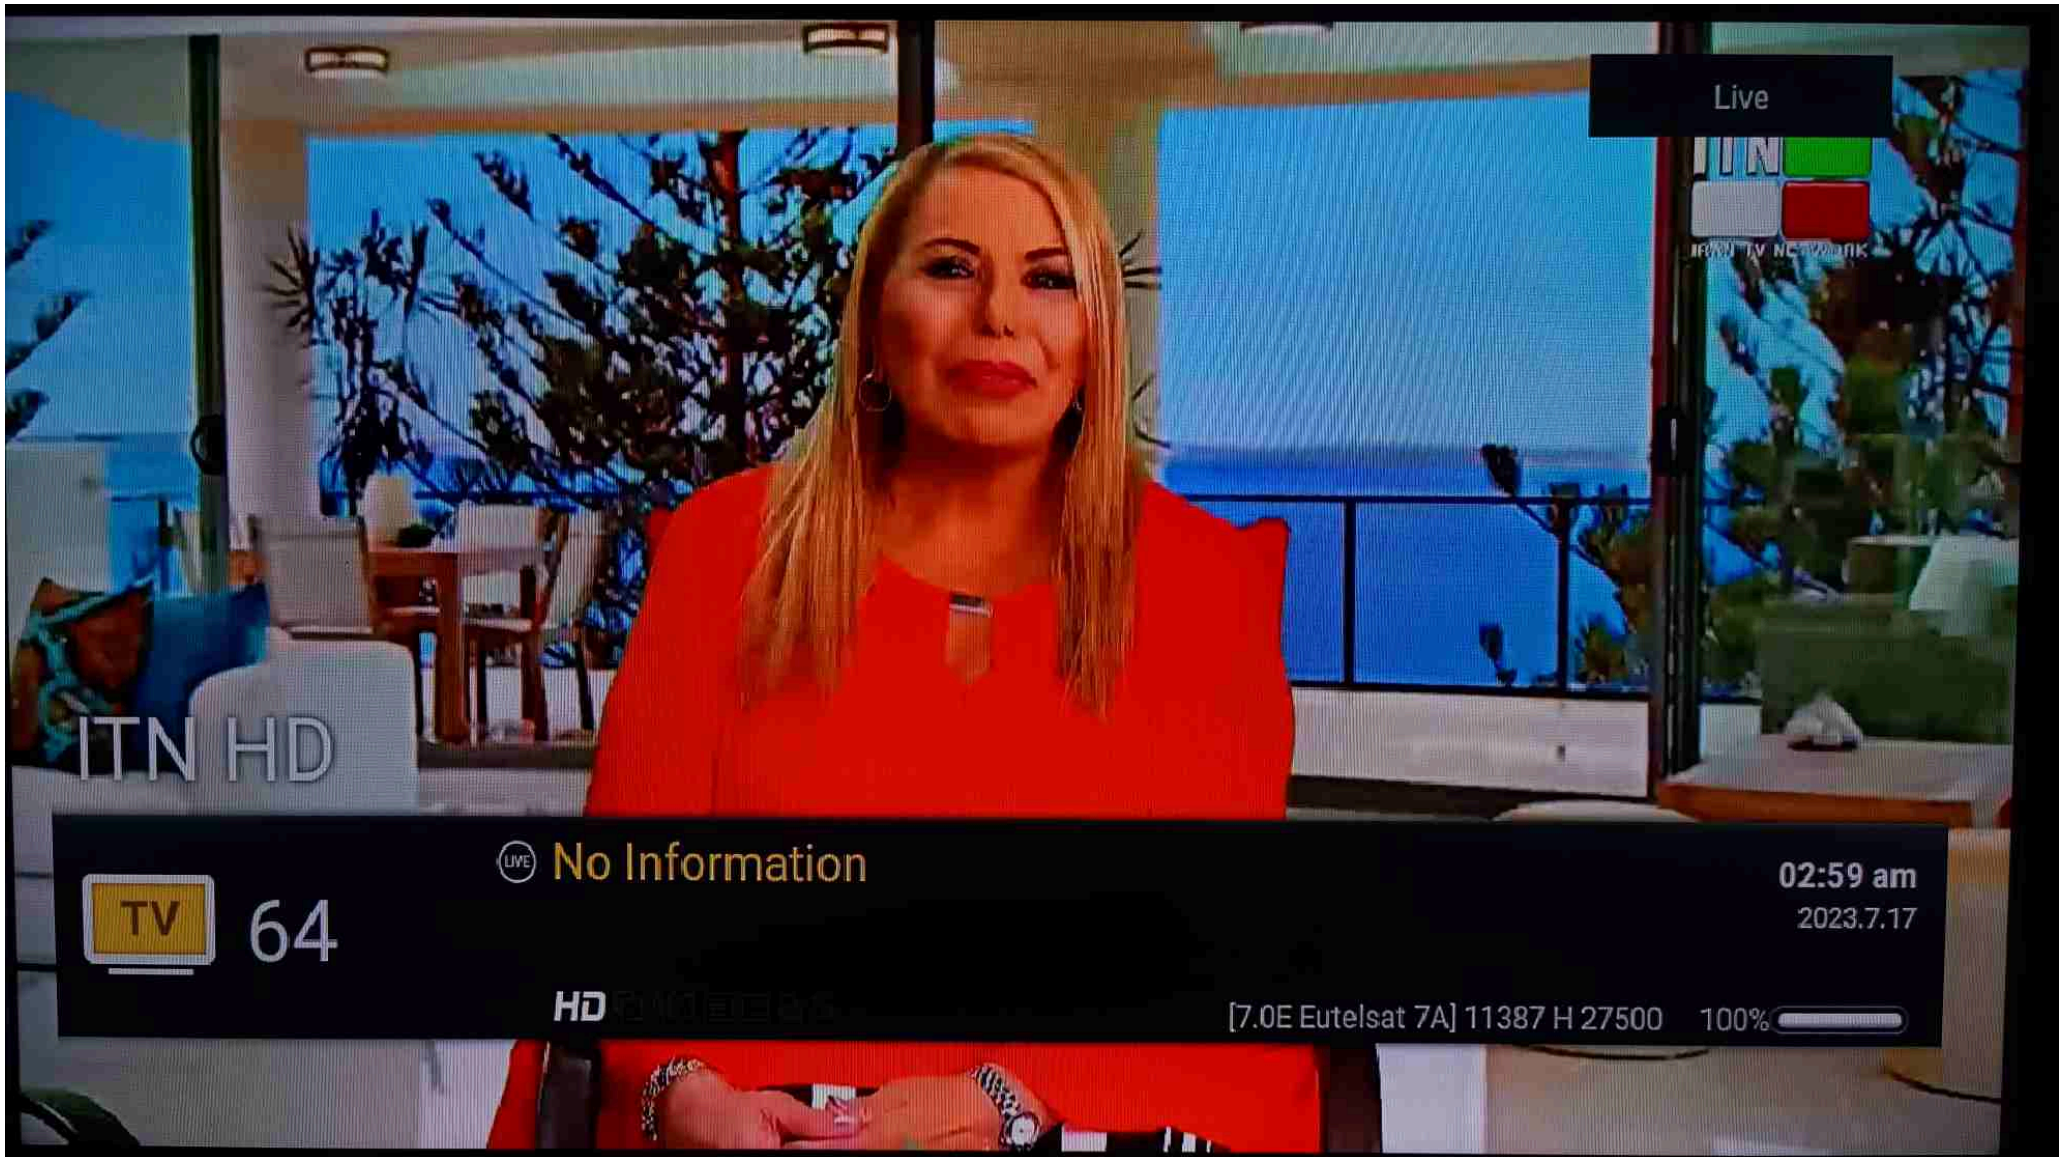 Live
ITN
IRAN TV NETWORK
ITN HD
LIVE No Information
02:59 am
TV 64
2023.7.17
HD
[7.0E Eutelsat 7A] 11387 H 27500 100%